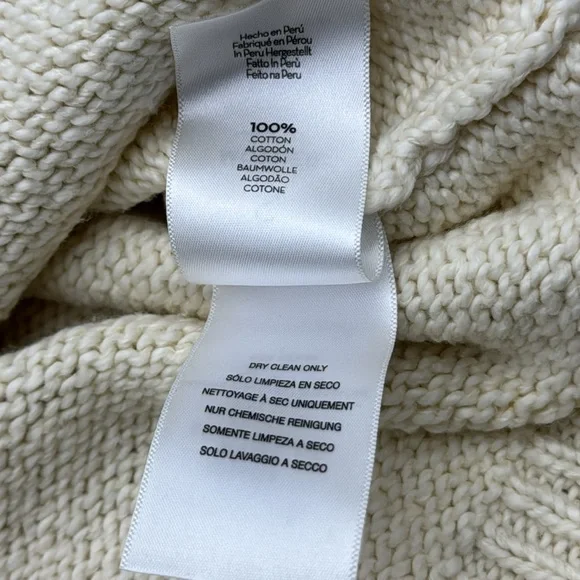 Hecho en Perú
Fabriqué en Pérou
In Peru Hergestellt
Fatto In Perù
Feito na Peru
100%
COTTON
ALGODÓN
COTON
BAUMWOLLE
ALGODÃO
COTONE
DRY CLEAN ONLY
SÓLO LIMPIEZA EN SECO
NETTOYAGE À SEC UNIQUEMENT
NUR CHEMISCHE REINIGUNG
SOMENTE LIMPEZA A SECO
SOLO LAVAGGIO A SECCO